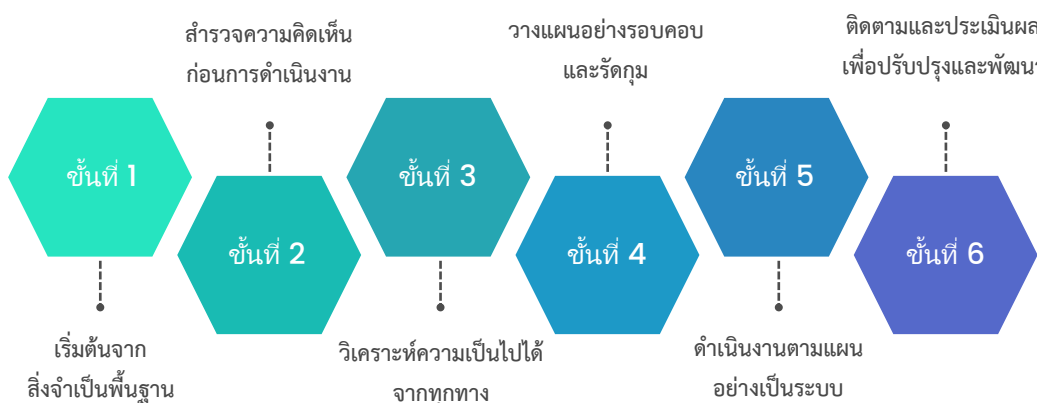 ขั้นที่ 1
เริ่มต้นจาก
สิ่งจำเป็นพื้นฐาน
สำรวจความคิดเห็น
ก่อนการดำเนินงาน
ขั้นที่ 2
ขั้นที่ 3
วิเคราะห์ความเป็นไปได้
จากทุกทาง
วางแผนอย่างรอบคอบ
และรัดกุม
ขั้นที่ 4
ขั้นที่ 5
ดำเนินงานตามแผน
อย่างเป็นระบบ
ติดตามและประเมินผล
เพื่อปรับปรุงและพัฒนา
ขั้นที่ 6